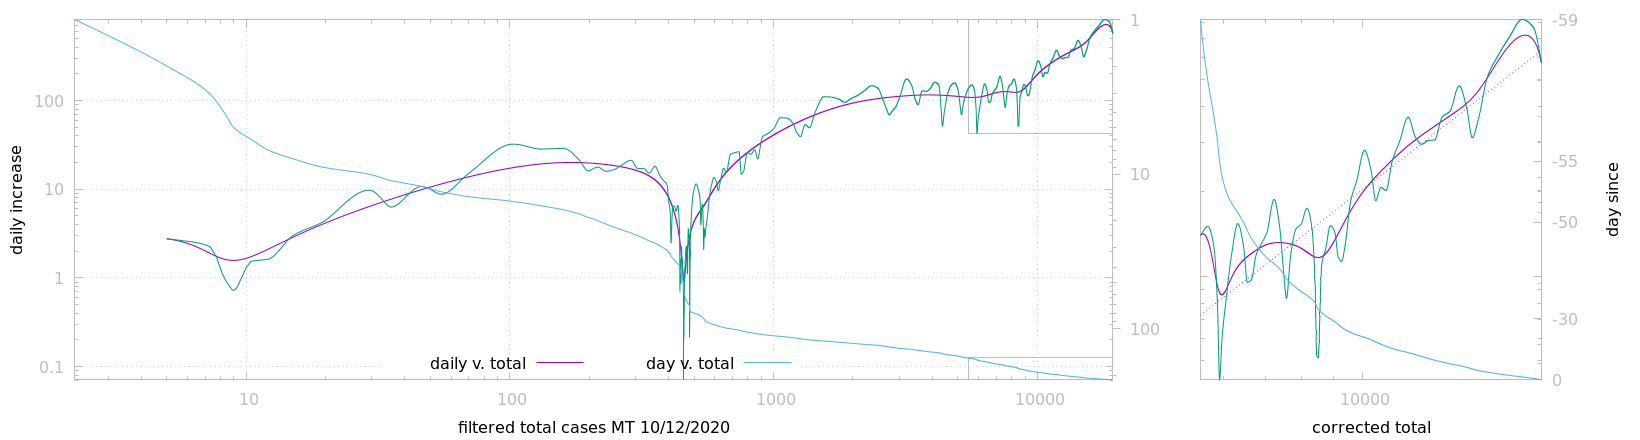 daily increase
100
10
1
0.1
10
100
1000
10000
filtered total cases MT 10/12/2020
daily v. total
day v. total
1
10
100
10000
corrected total
-59
-55
-50
-30
0
day since